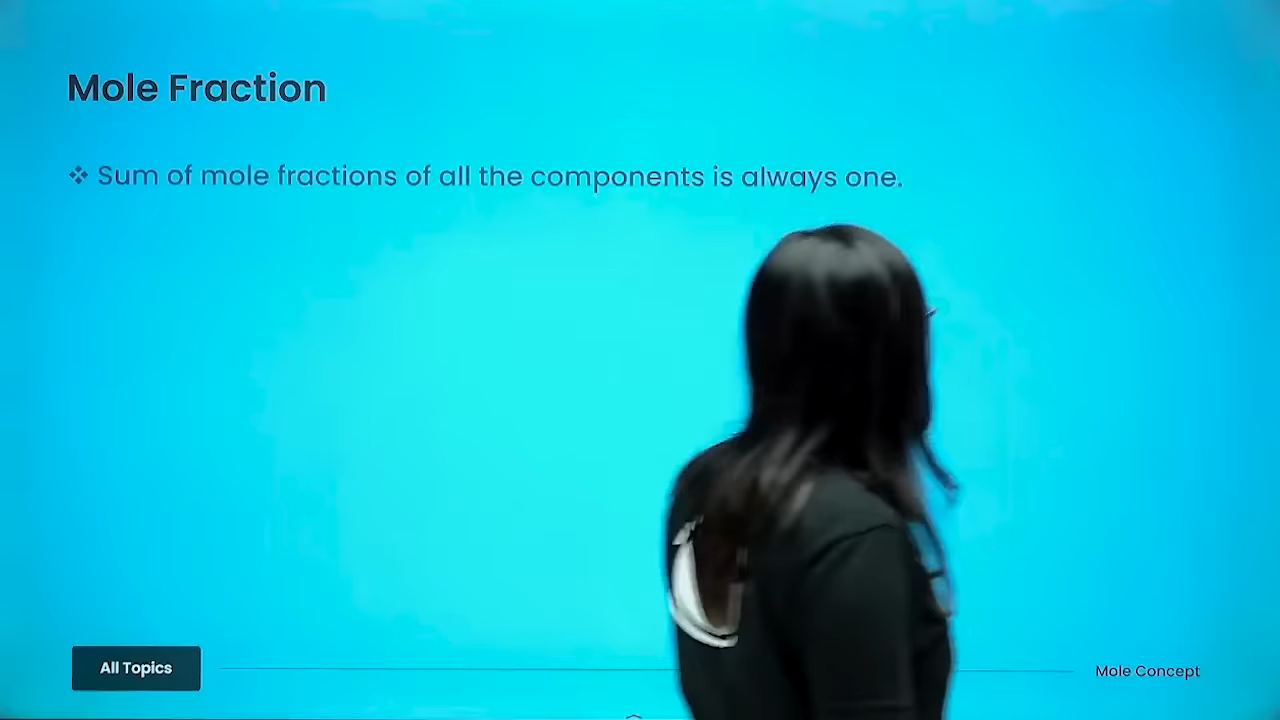 Mole Fraction
❖ Sum of mole fractions of all the components is always one.
All Topics
Mole Concept